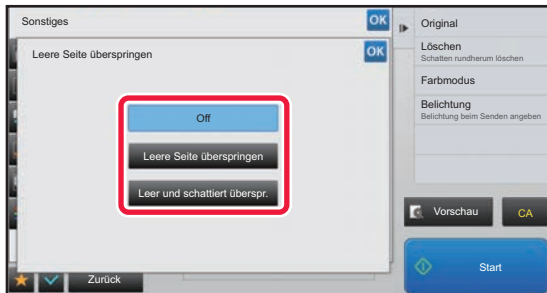 Sonstiges
OK
Leere Seite überspringen
OK
Off
Leere Seite überspringen
Leer und schattiert überspr.
Zurück
Original
Löschen
Schatten rundherum löschen
Farbmodus
Belichtung
Belichtung beim Senden angeben
Vorschau
CA
Start